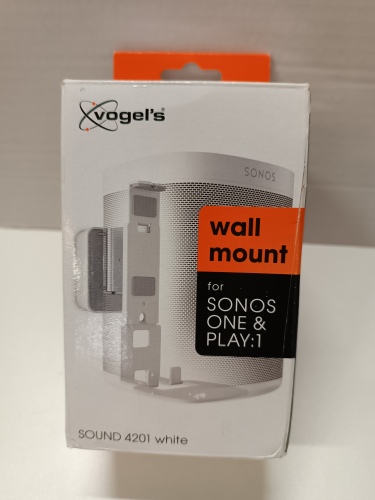 vogel's®
SONOS
wall
mount
for
SONOS
ONE &
PLAY:1
SOUND 4201 white